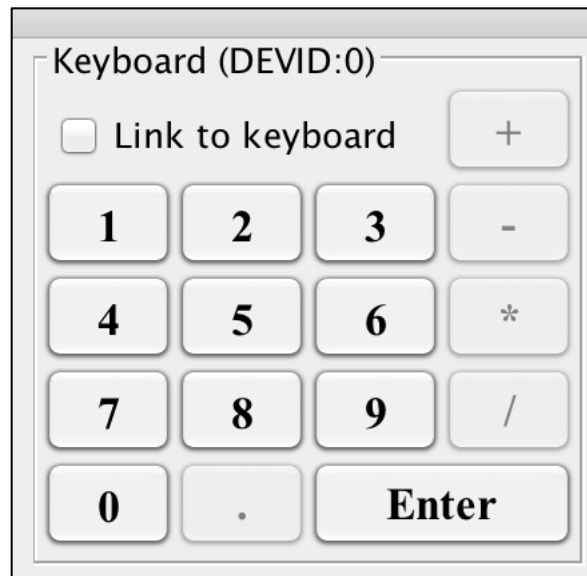 Keyboard (DEVID:0)
Link to keyboard +
1 2 3 -
4 5 6 *
7 8 9 /
0 . Enter